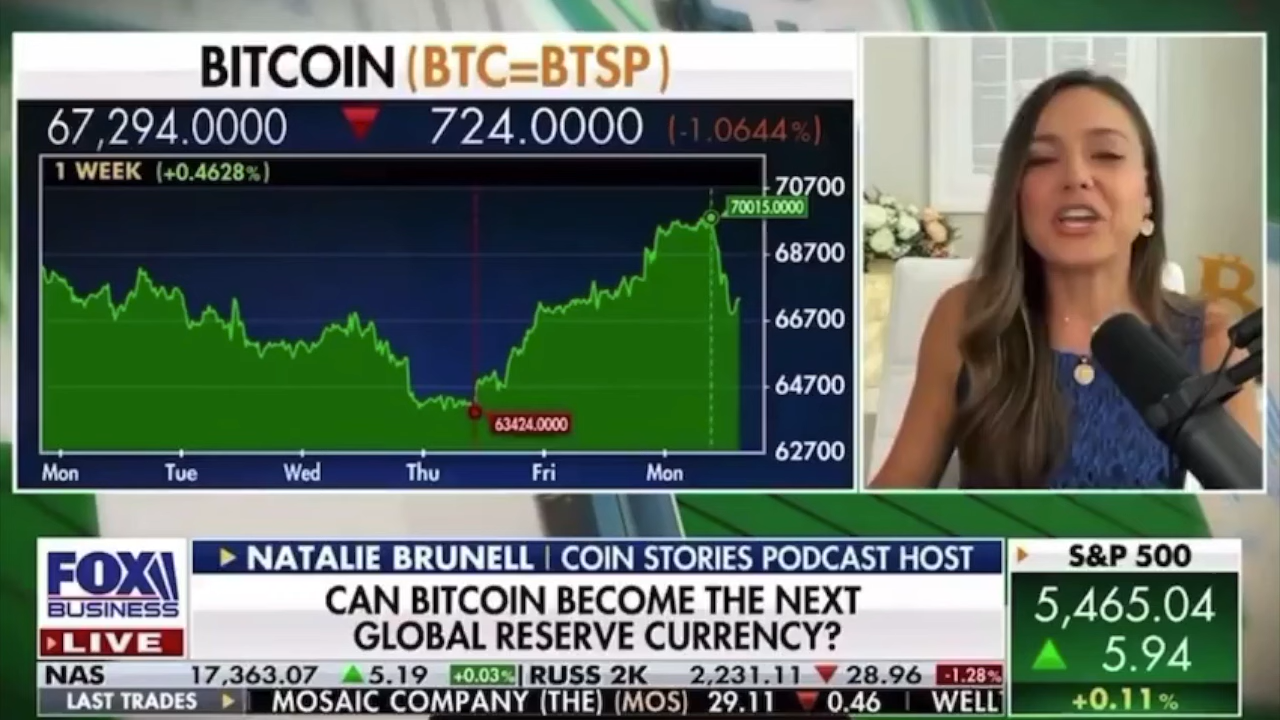 BITCOIN (BTC=BTSP)
67,294.0000 724.0000 (-1.0644%)
1 WEEK (+0.4628%)
70700
70015.0000
68700
66700
64700
63424.0000
62700
Mon Tue Wed Thu Fri Mon
FOX
BUSINESS
LIVE
NATALIE BRUNELL | COIN STORIES PODCAST HOST
CAN BITCOIN BECOME THE NEXT
GLOBAL RESERVE CURRENCY?
S&P 500
5,465.04
5.94
+0.11%
NAS 17,363.07 5.19 +0.03% | RUSS 2K 2,231.11 28.96 -1.28%
LAST TRADES MOSAIC COMPANY (THE) (MOS) 29.11 0.46 | WELL